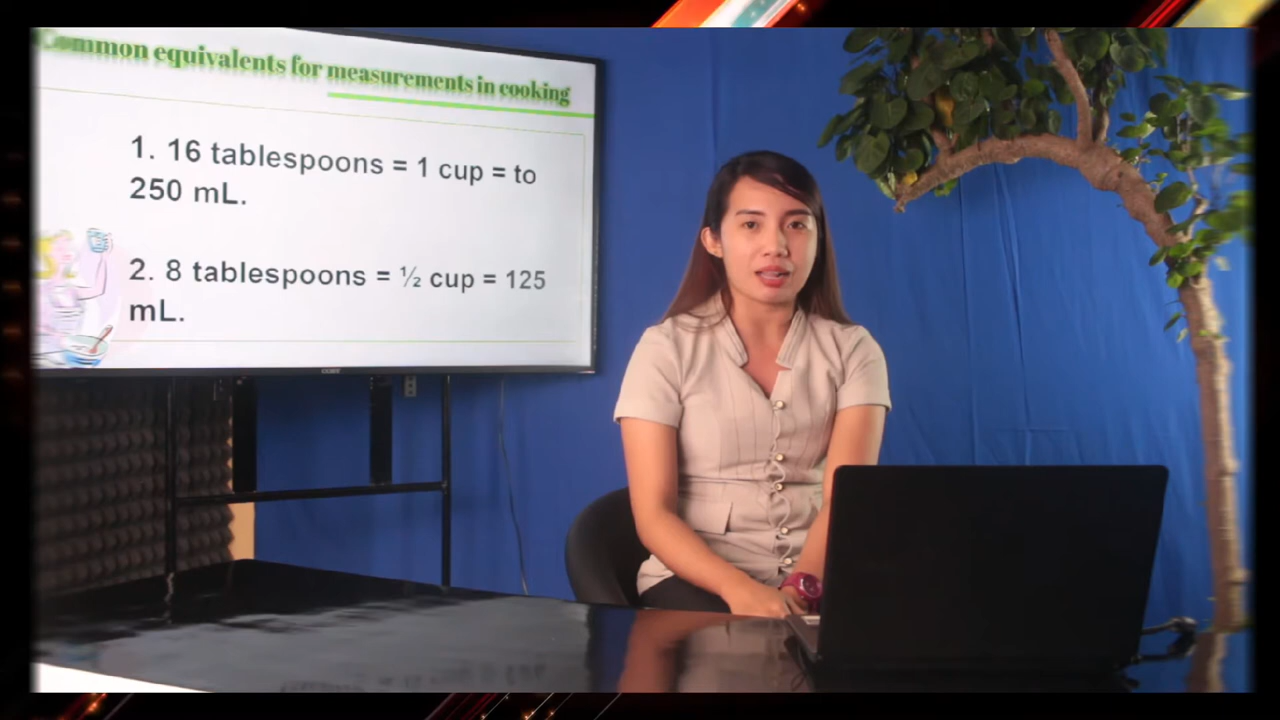 Common equivalents for measurements in cooking
1. 16 tablespoons = 1 cup = to
250 mL.
2. 8 tablespoons = ½ cup = 125
mL.